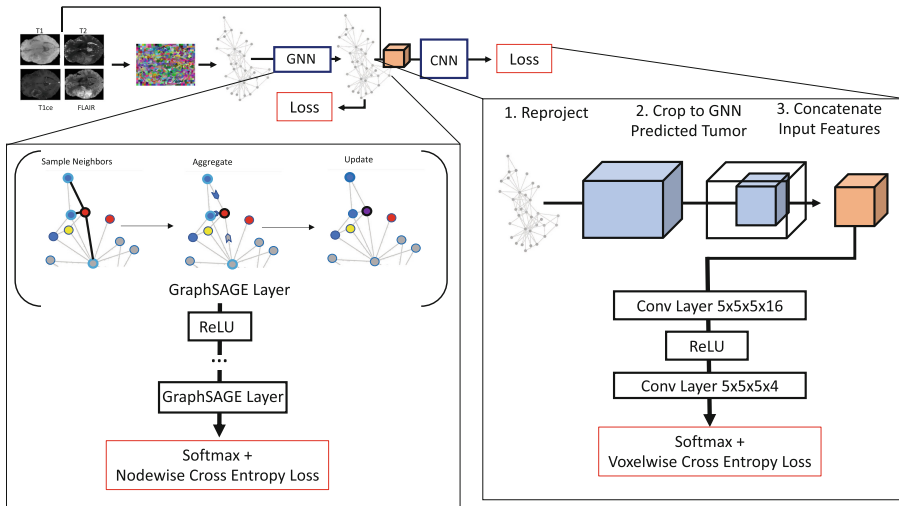 T1
T2
T1ce
FLAIR
GNN
CNN
Loss
Loss
Sample Neighbors
Aggregate
Update
GraphSAGE Layer
ReLU
...
GraphSAGE Layer
Softmax +
Nodewise Cross Entropy Loss
1. Reproject
2. Crop to GNN
Predicted Tumor
3. Concatenate
Input Features
Conv Layer 5x5x5x16
ReLU
Conv Layer 5x5x5x4
Softmax +
Voxelwise Cross Entropy Loss